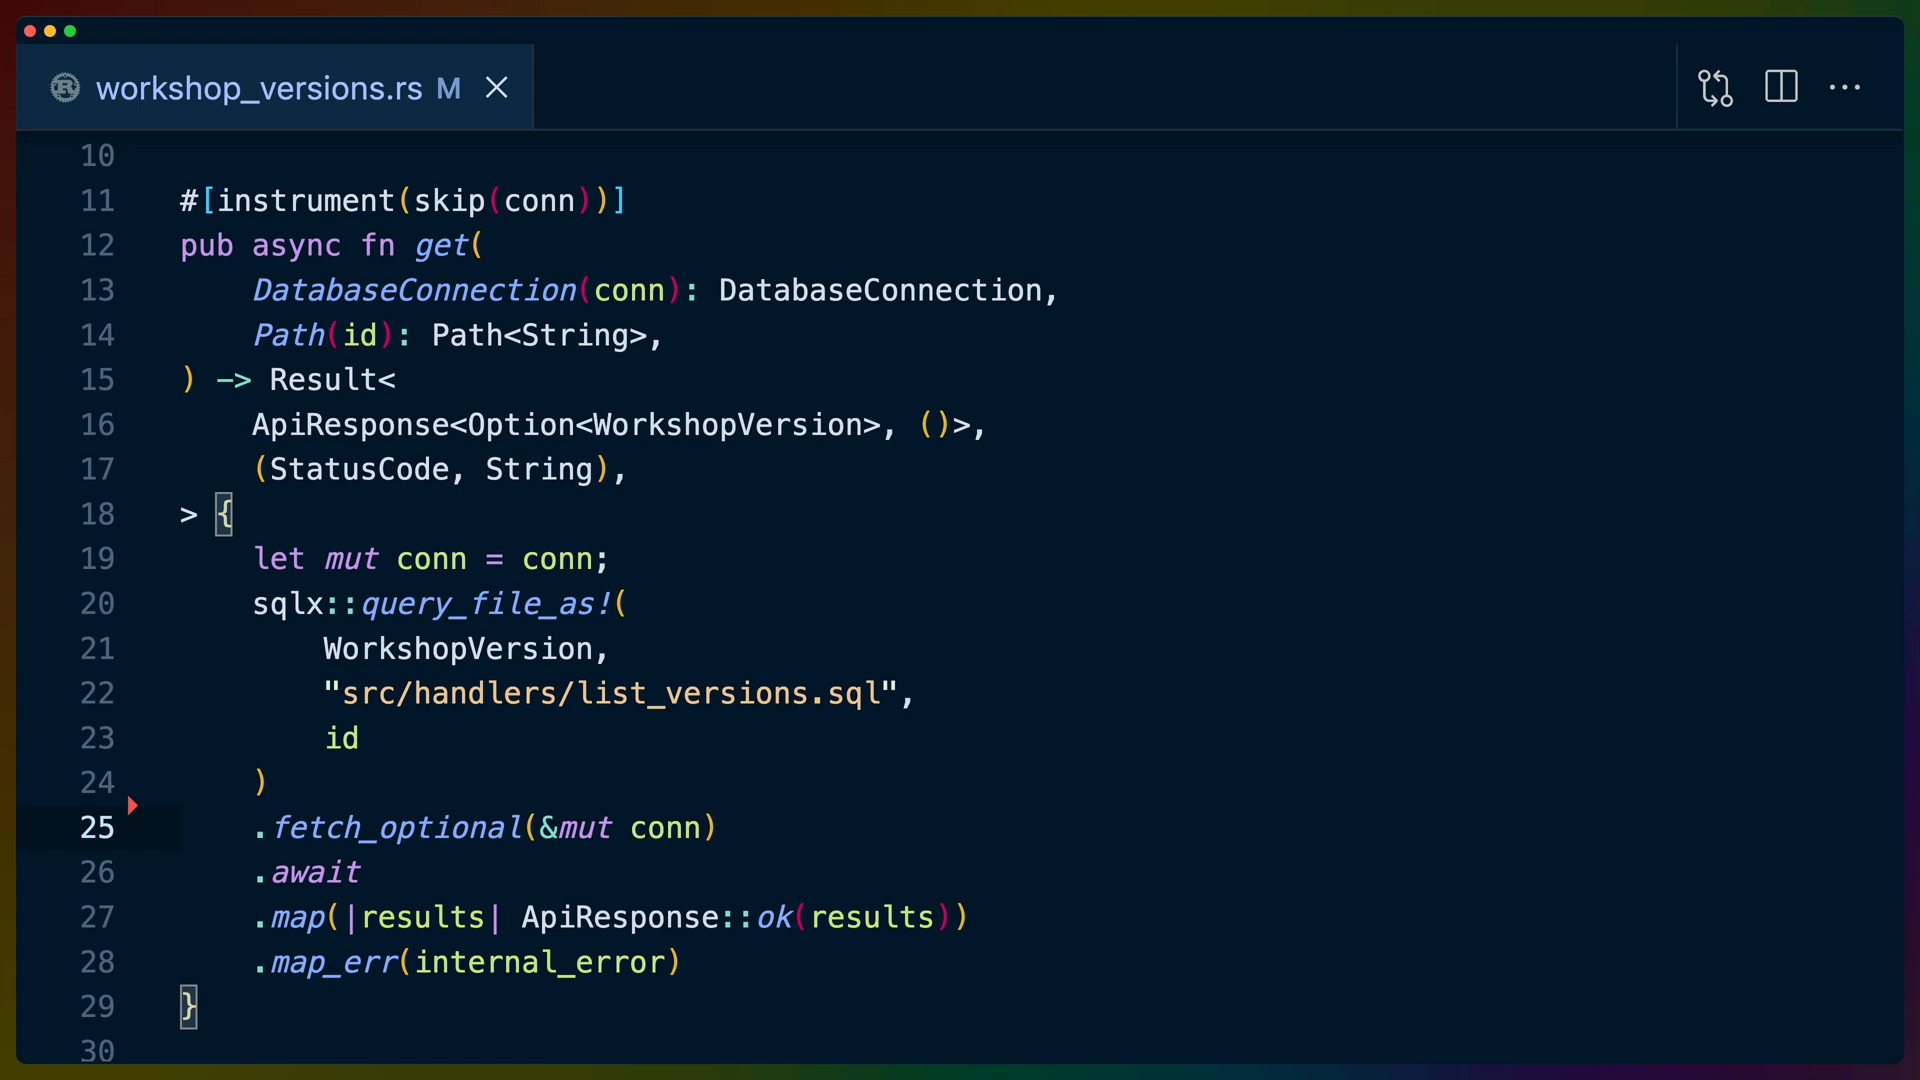 workshop_versions.rs M
10
11 #[instrument(skip(conn))]
12 pub async fn get(
13     DatabaseConnection(conn): DatabaseConnection,
14     Path(id): Path<String>,
15 ) -> Result<
16     ApiResponse<Option<WorkshopVersion>, ()>,
17     (StatusCode, String),
18 > {
19     let mut conn = conn;
20     sqlx::query_file_as!(
21         WorkshopVersion,
22         "src/handlers/list_versions.sql",
23         id
24     )
25     .fetch_optional(&mut conn)
26     .await
27     .map(|results| ApiResponse::ok(results))
28     .map_err(internal_error)
29 }
30